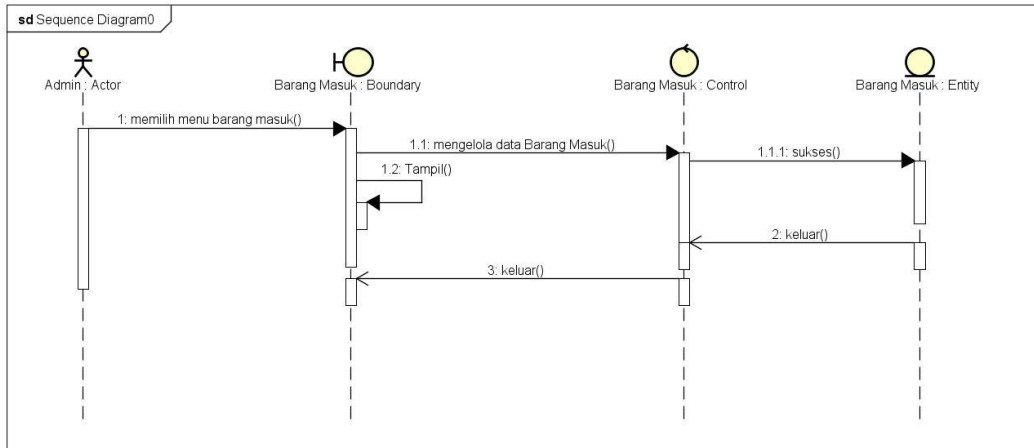 sd Sequence Diagram0
Admin : Actor
Barang Masuk : Boundary
Barang Masuk : Control
Barang Masuk : Entity
1: memilih menu barang masuk()
1.1: mengelola data Barang Masuk()
1.1.1: sukses()
1.2: Tampil()
2: keluar()
3: keluar()